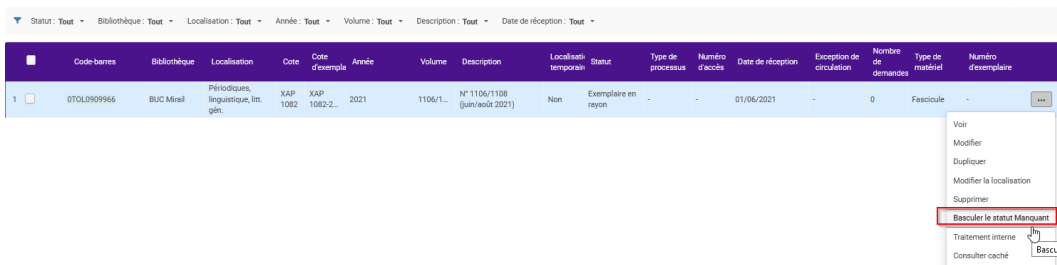 Statut : Tout Bibliothèque : Tout Localisation : Tout Année : Tout Volume : Tout Description : Tout Date de réception : Tout
Code-barres Bibliothèque Localisation Cote Cote d'exempla Année Volume Description Localisati temporair Statut Type de processus Numéro d'accès Date de réception Exception de circulation Nombre de demandes Type de matériel Numéro d'exemplaire
1 0TOL0909966 BUC Mirail Périodiques, linguistique, litt. gén. XAP 1082 XAP 1082-2... 2021 1106/1... N° 1106/1108 (juin/août 2021) Non Exemplaire en rayon - - 01/06/2021 - 0 Fascicule - ...
Voir
Modifier
Dupliquer
Modifier la localisation
Supprimer
Basculer le statut Manquant
Traitement interne
Bascu
Consulter caché